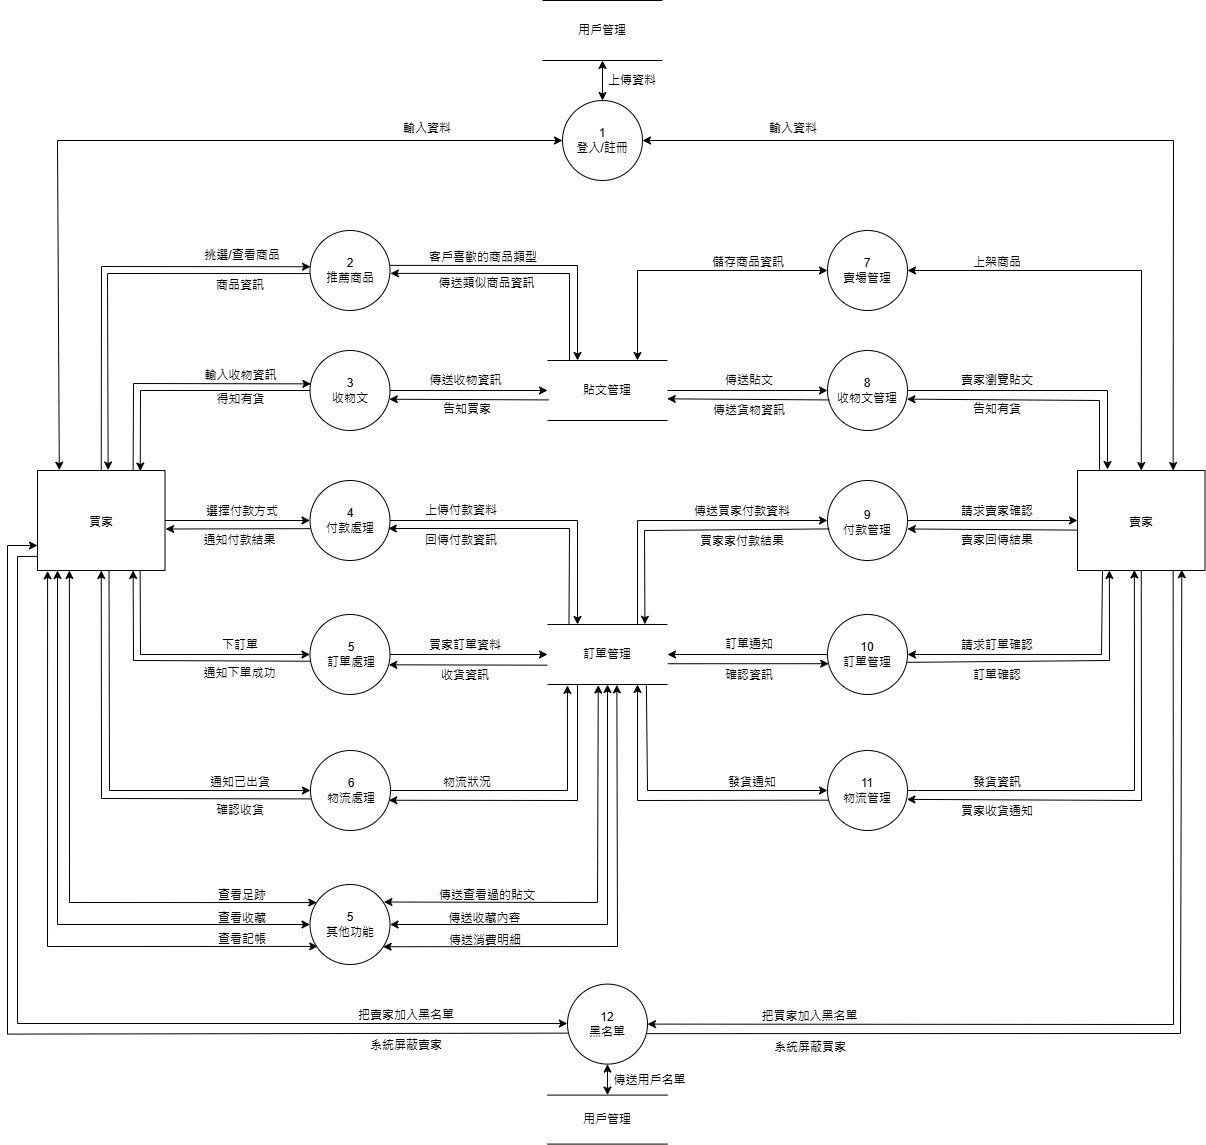 用戶管理
上傳資料
輸入資料
輸入資料
1
登入/註冊
挑選/查看商品
商品資訊
2
推薦商品
客戶喜歡的商品類型
傳送類似商品資訊
儲存商品資訊
7
賣場管理
上架商品
輸入收物資訊
得知有貨
3
收物文
傳送收物資訊
告知買家
貼文管理
傳送貼文
傳送貨物資訊
8
收物文管理
賣家瀏覽貼文
告知有貨
買家
選擇付款方式
通知付款結果
4
付款處理
上傳付款資料
回傳付款資訊
傳送買家付款資料
買家家付款結果
9
付款管理
請求賣家確認
賣家回傳結果
賣家
下訂單
通知下單成功
5
訂單處理
買家訂單資料
收貨資訊
訂單管理
訂單通知
確認資訊
10
訂單管理
請求訂單確認
訂單確認
通知已出貨
確認收貨
6
物流處理
物流狀況
發貨通知
11
物流管理
發貨資訊
買家收貨通知
查看足跡
查看收藏
查看記帳
5
其他功能
傳送查看過的貼文
傳送收藏內容
傳送消費明細
把賣家加入黑名單
系統屏蔽賣家
12
黑名單
把買家加入黑名單
系統屏蔽買家
傳送用戶名單
用戶管理